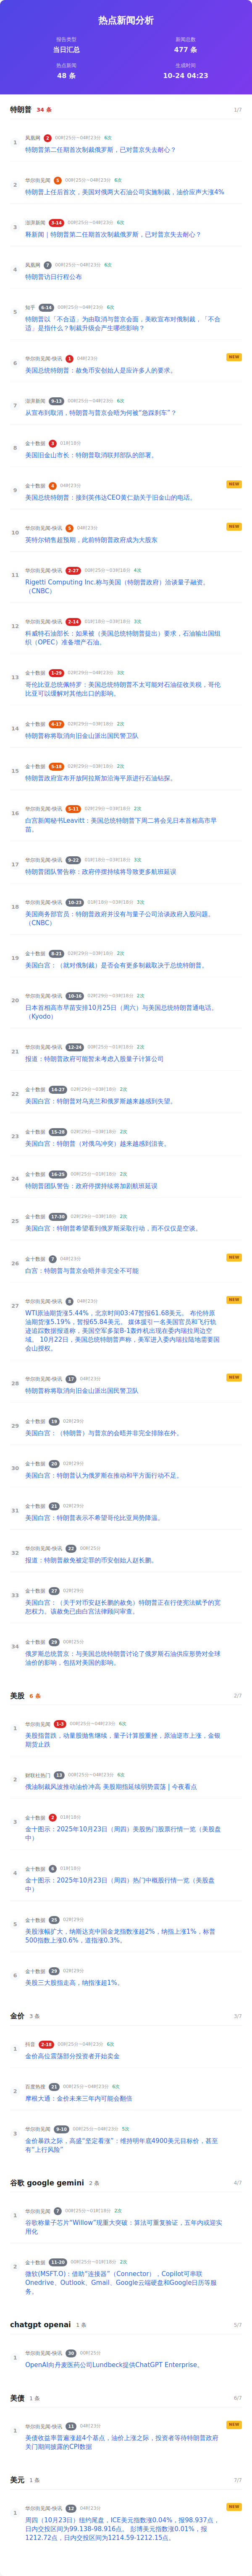 热点新闻分析
报告类型
当日汇总
新闻总数
477 条
热点新闻
48 条
生成时间
10-24 04:23
特朗普 34 条 1/7
1 凤凰网 2 00时25分~04时23分 6次
特朗普第二任期首次制裁俄罗斯，已对普京失去耐心？
2 华尔街见闻 5 00时25分~04时23分 6次
特朗普上任后首次，美国对俄两大石油公司实施制裁，油价应声大涨4%
3 澎湃新闻 9-14 00时25分~04时23分 6次
释新闻｜特朗普第二任期首次制裁俄罗斯，已对普京失去耐心？
4 凤凰网 7 00时25分~04时23分 6次
特朗普访日行程公布
5 知乎 6-14 00时25分~04时23分 6次
特朗普以「不合适」为由取消与普京会面，美欧宣布对俄制裁，「不合
适」是指什么？制裁升级会产生哪些影响？
6 华尔街见闻-快讯 1 04时23分 NEW
美国总统特朗普：赦免币安创始人是应许多人的要求。
7 澎湃新闻 9-13 00时25分~04时23分 6次
从宣布到取消，特朗普与普京会晤为何被“急踩刹车”？
8 金十数据 3 01时18分
美国旧金山市长：特朗普取消联邦部队的部署。
9 金十数据 4 04时23分 NEW
美国总统特朗普：接到英伟达CEO黄仁勋关于旧金山的电话。
10 华尔街见闻-快讯 5 04时23分 NEW
英特尔销售超预期，此前特朗普政府成为大股东
11 华尔街见闻-快讯 2-27 00时25分~03时18分 4次
Rigetti Computing Inc.称与美国（特朗普政府）洽谈量子融资。
（CNBC）
12 华尔街见闻-快讯 2-14 01时18分~03时18分 3次
科威特石油部长：如果被（美国总统特朗普提出）要求，石油输出国组
织（OPEC）准备增产石油。
13 金十数据 1-29 02时29分~04时23分 3次
哥伦比亚总统佩特罗：美国总统特朗普不太可能对石油征收关税，哥伦
比亚可以缓解对其他出口的影响。
14 金十数据 4-17 02时29分~03时18分 2次
特朗普称将取消向旧金山派出国民警卫队
15 金十数据 5-18 02时29分~03时18分 2次
特朗普政府宣布开放阿拉斯加沿海平原进行石油钻探。
16 华尔街见闻-快讯 5-11 02时29分~03时18分 2次
白宫新闻秘书Leavitt：美国总统特朗普下周二将会见日本首相高市早
苗。
17 华尔街见闻-快讯 9-22 01时18分~03时18分 3次
特朗普团队警告称：政府停摆持续将导致更多航班延误
18 华尔街见闻-快讯 10-23 01时18分~03时18分 3次
美国商务部官员：特朗普政府并没有与量子公司洽谈政府入股问题。
（CNBC）
19 金十数据 8-21 02时29分~03时18分 2次
美国白宫：（就对俄制裁）是否会有更多制裁取决于总统特朗普。
20 华尔街见闻-快讯 10-16 02时29分~03时18分 2次
日本首相高市早苗安排10月25日（周六）与美国总统特朗普通电话。
（Kyodo）
21 华尔街见闻-快讯 13-24 00时25分~01时18分 2次
报道：特朗普政府可能暂未考虑入股量子计算公司
22 金十数据 14-27 02时29分~03时18分 2次
美国白宫：特朗普对乌克兰和俄罗斯越来越感到失望。
23 金十数据 15-28 02时29分~03时18分 2次
美国白宫：特朗普（对俄乌冲突）越来越感到沮丧。
24 华尔街见闻-快讯 16-25 00时25分~01时18分 2次
特朗普团队警告：政府停摆持续将加剧航班延误
25 金十数据 17-30 02时29分~03时18分 2次
美国白宫：特朗普希望看到俄罗斯采取行动，而不仅仅是空谈。
26 金十数据 7 04时23分 NEW
白宫：特朗普与普京会晤并非完全不可能
27 华尔街见闻-快讯 8 04时23分 NEW
WTI原油期货涨5.44%，北京时间03:47暂报61.68美元。 布伦特原
油期货涨5.19%，暂报65.84美元。 媒体援引一名美国官员和飞行轨
迹追踪数据报道称，美国空军多架B-1轰炸机出现在委内瑞拉周边空
域。 10月22日，美国总统特朗普声称，美军进入委内瑞拉陆地需要国
会山授权。
28 华尔街见闻-快讯 17 04时23分 NEW
特朗普称将取消向旧金山派出国民警卫队
29 金十数据 19 02时29分
美国白宫：（特朗普）与普京的会晤并非完全排除在外。
30 金十数据 20 02时29分
美国白宫：特朗普认为俄罗斯在推动和平方面行动不足。
31 金十数据 21 02时29分
美国白宫：特朗普表示不希望哥伦比亚局势降温。
32 华尔街见闻-快讯 22 00时25分
报道：特朗普赦免被定罪的币安创始人赵长鹏。
33 金十数据 27 02时29分
美国白宫：（关于对币安赵长鹏的赦免）特朗普正在行使宪法赋予的宽
恕权力。该赦免已由白宫法律顾问审查。
34 金十数据 29 00时25分
俄罗斯总统普京：与美国总统特朗普讨论了俄罗斯石油供应形势对全球
油价的影响，包括对美国的影响。
美股 6 条 2/7
1 华尔街见闻 1-3 00时25分~04时23分 6次
美股指普跌，动量股抛售继续，量子计算股重挫，原油逆市上涨，金银
期货止跌
2 财联社热门 13 00时25分~04时23分 6次
俄油制裁风波推动油价冲高 美股期指延续弱势震荡 | 今夜看点
3 金十数据 2 01时18分
金十图示：2025年10月23日（周四）美股热门股票行情一览（美股盘
中）
4 金十数据 6 01时18分
金十图示：2025年10月23日（周四）热门中概股行情一览（美股盘
中）
5 金十数据 25 02时29分
美股涨幅扩大，纳斯达克中国金龙指数涨超2%，纳指上涨1%，标普
500指数上涨0.6%，道指涨0.3%。
6 金十数据 29 02时29分
美股三大股指走高，纳指涨超1%。
金价 3 条 3/7
1 抖音 2-18 00时25分~04时23分 6次
金价高位震荡部分投资者开始卖金
2 百度热搜 21 00时25分~04时23分 6次
摩根大通：金价未来三年内可能会翻倍
3 华尔街见闻 9-10 00时25分~04时23分 5次
金价暴跌之际，高盛“坚定看涨”：维持明年底4900美元目标价，甚至
有“上行风险”
谷歌 google gemini 2 条 4/7
1 华尔街见闻 7 00时25分~01时18分 2次
谷歌称量子芯片“Willow”现重大突破：算法可重复验证，五年内或迎实
用化
2 金十数据 11-20 00时25分~01时18分 2次
微软(MSFT.O)：借助“连接器”（Connector），Copilot可串联
Onedrive、Outlook、Gmail、Google云端硬盘和Google日历等服
务。
chatgpt openai 1 条 5/7
1 华尔街见闻-快讯 30 00时25分
OpenAI向丹麦医药公司Lundbeck提供ChatGPT Enterprise。
美债 1 条 6/7
1 华尔街见闻-快讯 11 04时23分 NEW
美债收益率普遍涨超4个基点，油价上涨之际，投资者等待特朗普政府
关门期间披露的CPI数据
美元 1 条 7/7
1 华尔街见闻-快讯 12 04时23分 NEW
周四（10月23日）纽约尾盘，ICE美元指数涨0.04%，报98.937点，
日内交投区间为99.138-98.916点。 彭博美元指数涨0.01%，报
1212.72点，日内交投区间为1214.59-1212.15点。